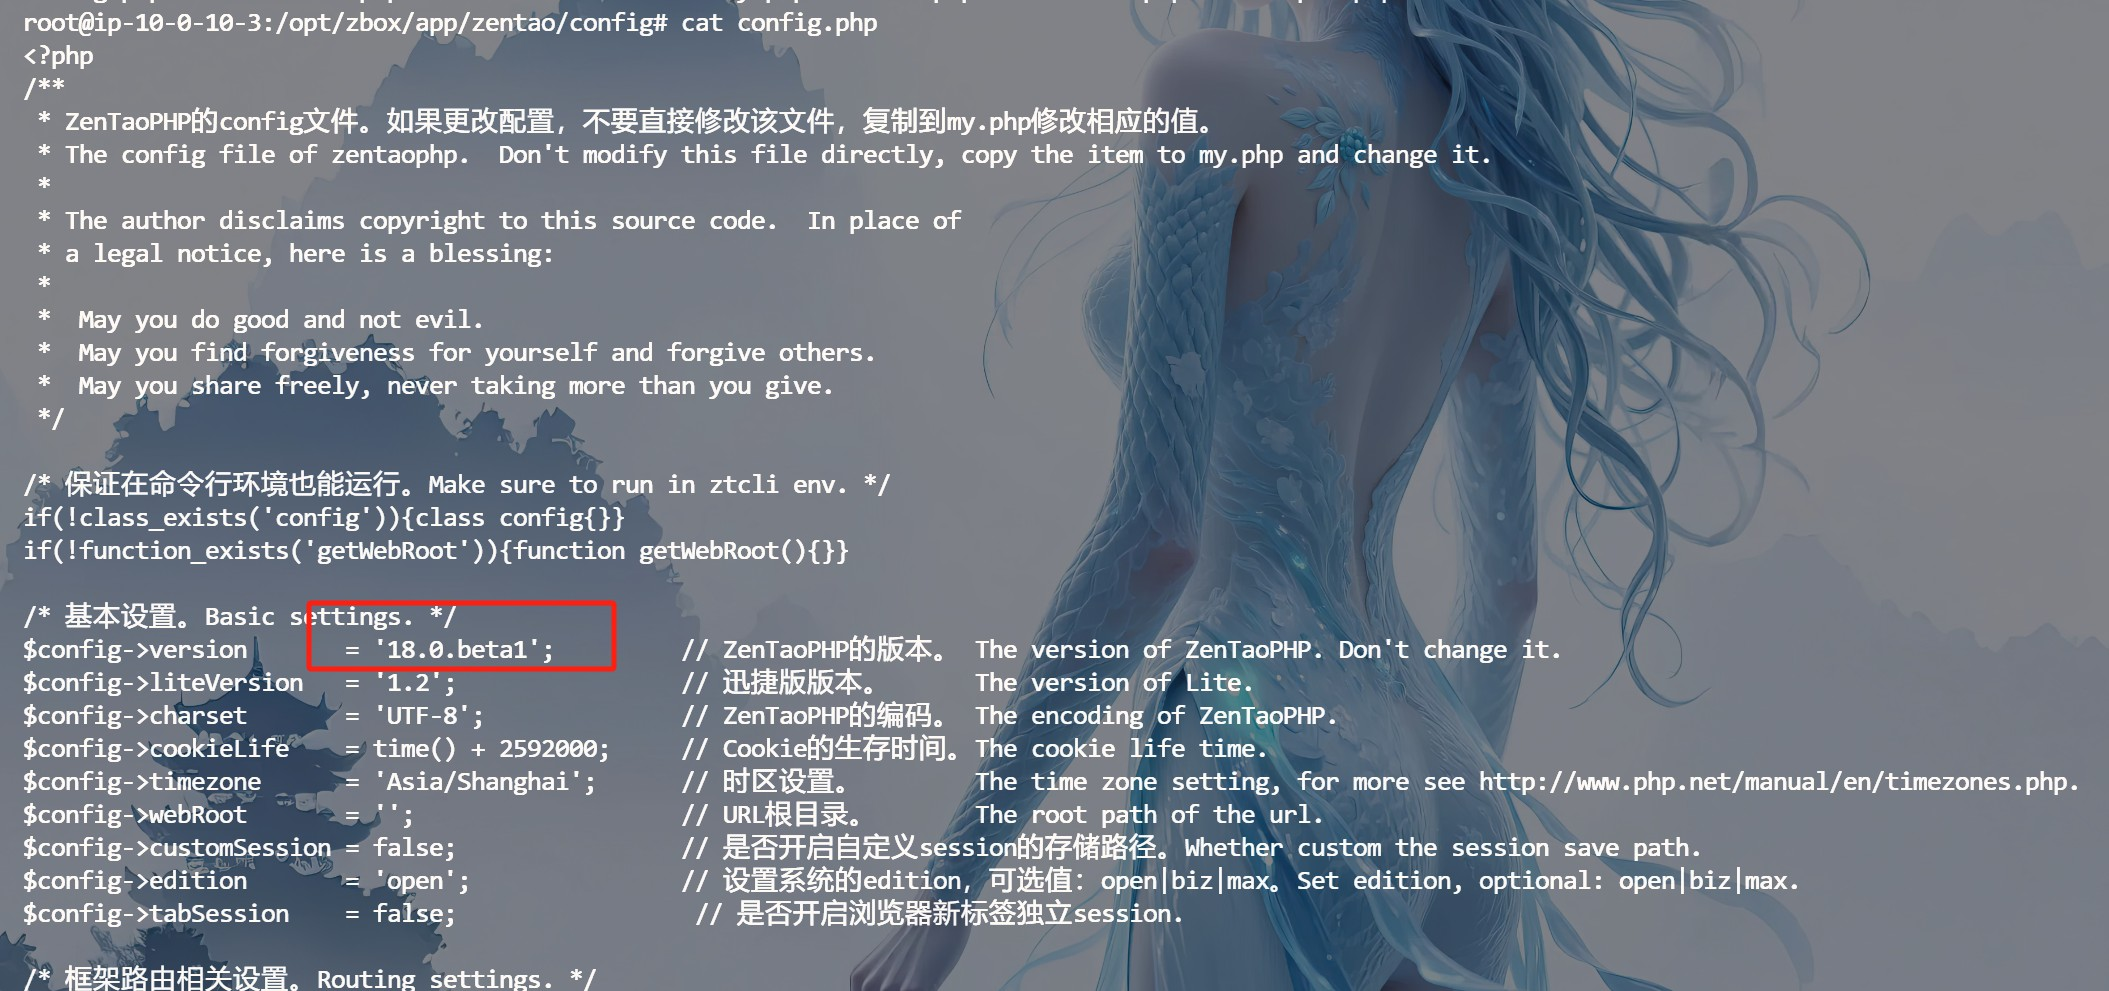 root@ip-10-0-10-3:/opt/zbox/app/zentao/config# cat config.php
<?php
/**
 * ZenTaoPHP的config文件。如果更改配置，不要直接修改该文件，复制到my.php修改相应的值。
 * The config file of zentaophp.  Don't modify this file directly, copy the item to my.php and change it.
 *
 * The author disclaims copyright to this source code.  In place of
 * a legal notice, here is a blessing:
 *
 *  May you do good and not evil.
 *  May you find forgiveness for yourself and forgive others.
 *  May you share freely, never taking more than you give.
 */
/* 保证在命令行环境也能运行。Make sure to run in ztcli env. */
if(!class_exists('config')){class config{}}
if(!function_exists('getWebRoot')){function getWebRoot(){}}
/* 基本设置。Basic settings. */
$config->version       = '18.0.beta1';         // ZenTaoPHP的版本。 The version of ZenTaoPHP. Don't change it.
$config->liteVersion   = '1.2';                // 迅捷版版本。      The version of Lite.
$config->charset       = 'UTF-8';              // ZenTaoPHP的编码。 The encoding of ZenTaoPHP.
$config->cookieLife    = time() + 2592000;     // Cookie的生存时间。The cookie life time.
$config->timezone      = 'Asia/Shanghai';      // 时区设置。        The time zone setting, for more see http://www.php.net/manual/en/timezones.php.
$config->webRoot       = '';                   // URL根目录。       The root path of the url.
$config->customSession = false;                // 是否开启自定义session的存储路径。Whether custom the session save path.
$config->edition       = 'open';               // 设置系统的edition，可选值：open|biz|max。Set edition, optional: open|biz|max.
$config->tabSession    = false;                 // 是否开启浏览器新标签独立session.
/* 框架路由相关设置。Routing settings. */